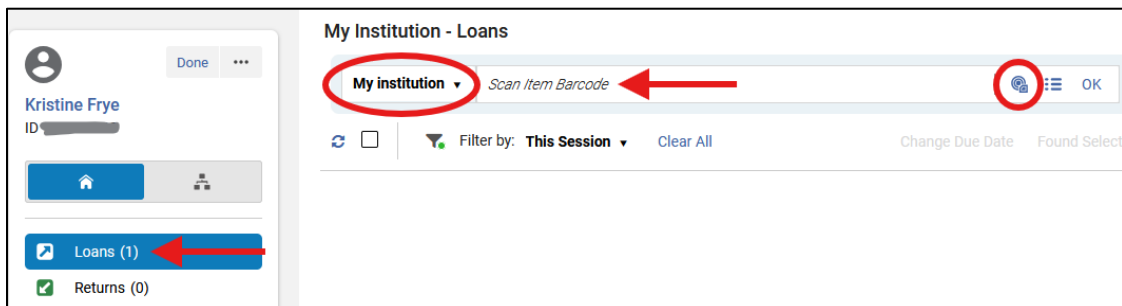 Done
Kristine Frye
ID
Loans (1)
Returns (0)
My Institution - Loans
My institution Scan Item Barcode OK
Filter by: This Session Clear All Change Due Date Found Select